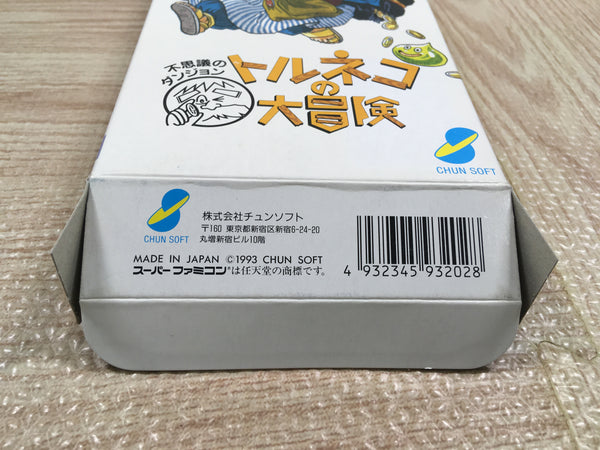 不思議の
ダンジョン
トルネコ
の
大冒険
CHUN SOFT
CHUN SOFT
株式会社チュンソフト
〒160 東京都新宿区新宿6-24-20
丸増新宿ビル10階
MADE IN JAPAN ©1993 CHUN SOFT
スーパーファミコン®は任天堂の商標です。
4 932345 932028